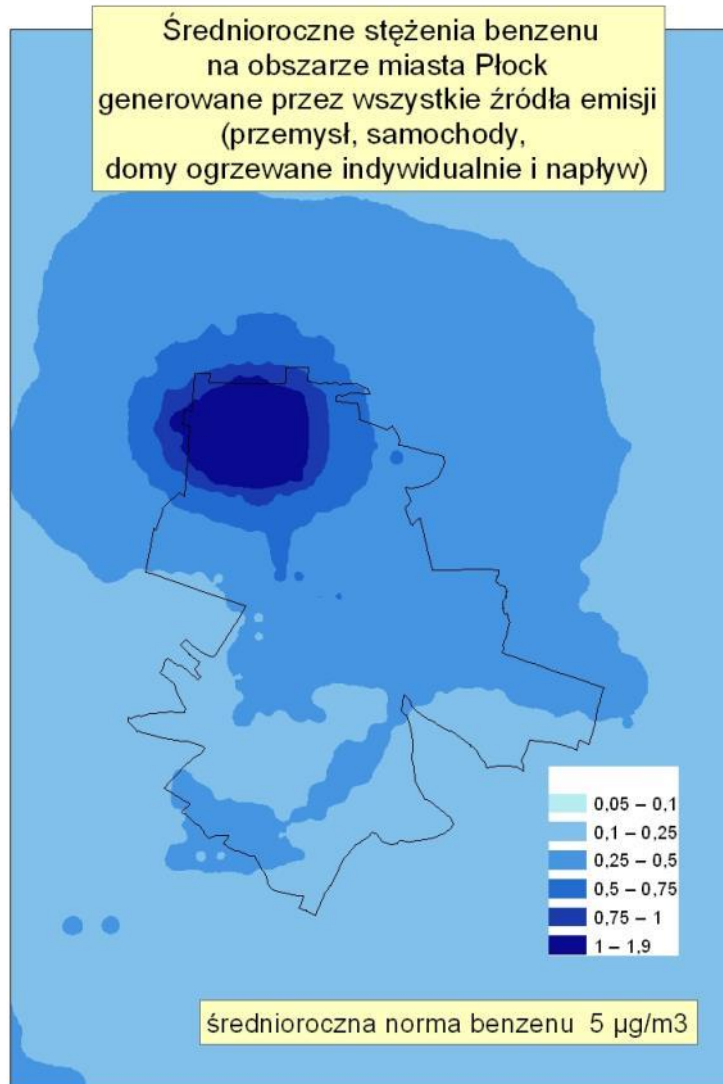 Średnioroczne stężenia benzenu
na obszarze miasta Płock
generowane przez wszystkie źródła emisji
(przemysł, samochody,
domy ogrzewane indywidualnie i napływ)
0,05 – 0,1
0,1 – 0,25
0,25 – 0,5
0,5 – 0,75
0,75 – 1
1 – 1,9
średnioroczna norma benzenu 5 µg/m3